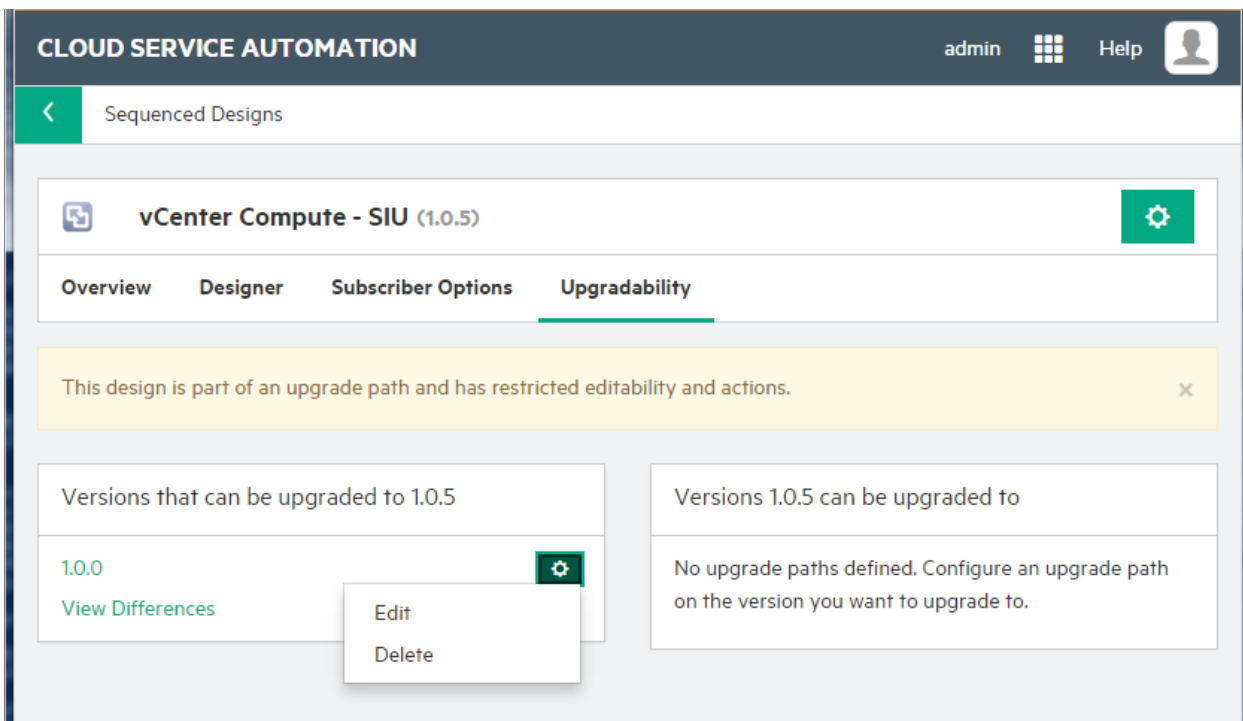 CLOUD SERVICE AUTOMATION
admin
Help
Sequenced Designs
vCenter Compute - SIU (1.0.5)
Overview
Designer
Subscriber Options
Upgradability
This design is part of an upgrade path and has restricted editability and actions.
Versions that can be upgraded to 1.0.5
1.0.0
View Differences
Edit
Delete
Versions 1.0.5 can be upgraded to
No upgrade paths defined. Configure an upgrade path
on the version you want to upgrade to.